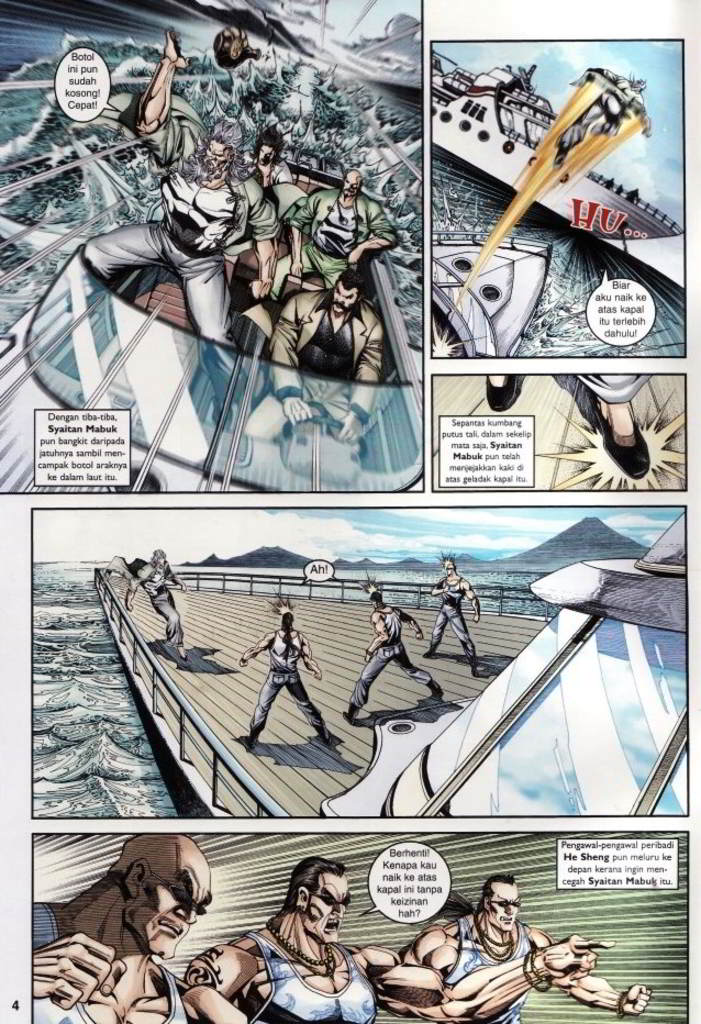 Botol
ini pun
sudah
kosong!
Cepat!
Dengan tiba-tiba,
Syaitan Mabuk
pun bangkit daripada
jatuhnya sambil men-
campak botol araknya
ke dalam laut itu.
HU...
Biar
aku naik ke
atas kapal
itu terlebih
dahulu!
Sepantas kumbang
putus tali, dalam sekelip
mata saja, Syaitan
Mabuk pun telah
menjejakkan kaki di
atas geladak kapal itu.
Ah!
Berhenti!
Kenapa kau
naik ke atas
kapal ini tanpa
keizinan
hah?
Pengawal-pengawal peribadi
He Sheng pun meluru ke
depan kerana ingin men-
cegah Syaitan Mabuk itu.
4